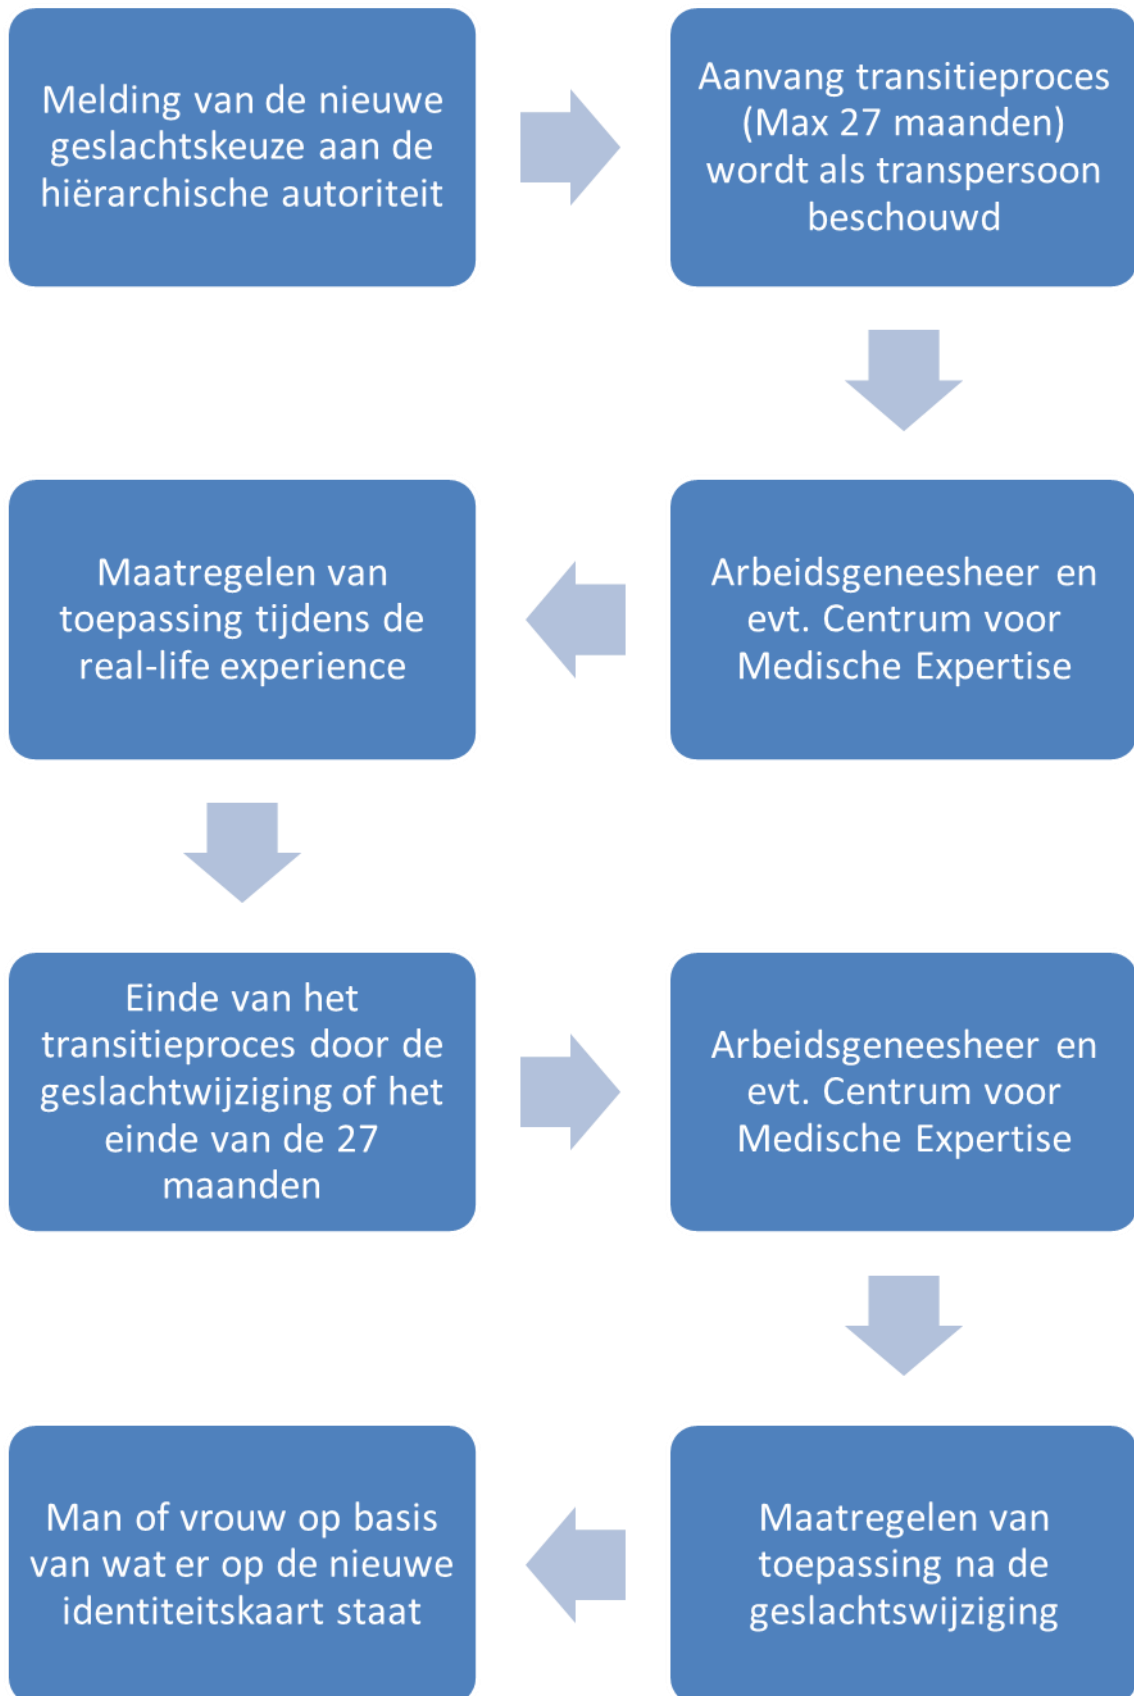 Melding van de nieuwe
geslachtskeuze aan de
hiërarchische autoriteit
Aanvang transitieproces
(Max 27 maanden)
wordt als transpersoon
beschouwd
Arbeidsgeneesheer en
evt. Centrum voor
Medische Expertise
Maatregelen van
toepassing tijdens de
real-life experience
Einde van het
transitieproces door de
geslachtwijziging of het
einde van de 27
maanden
Arbeidsgeneesheer en
evt. Centrum voor
Medische Expertise
Maatregelen van
toepassing na de
geslachtswijziging
Man of vrouw op basis
van wat er op de nieuwe
identiteitskaart staat